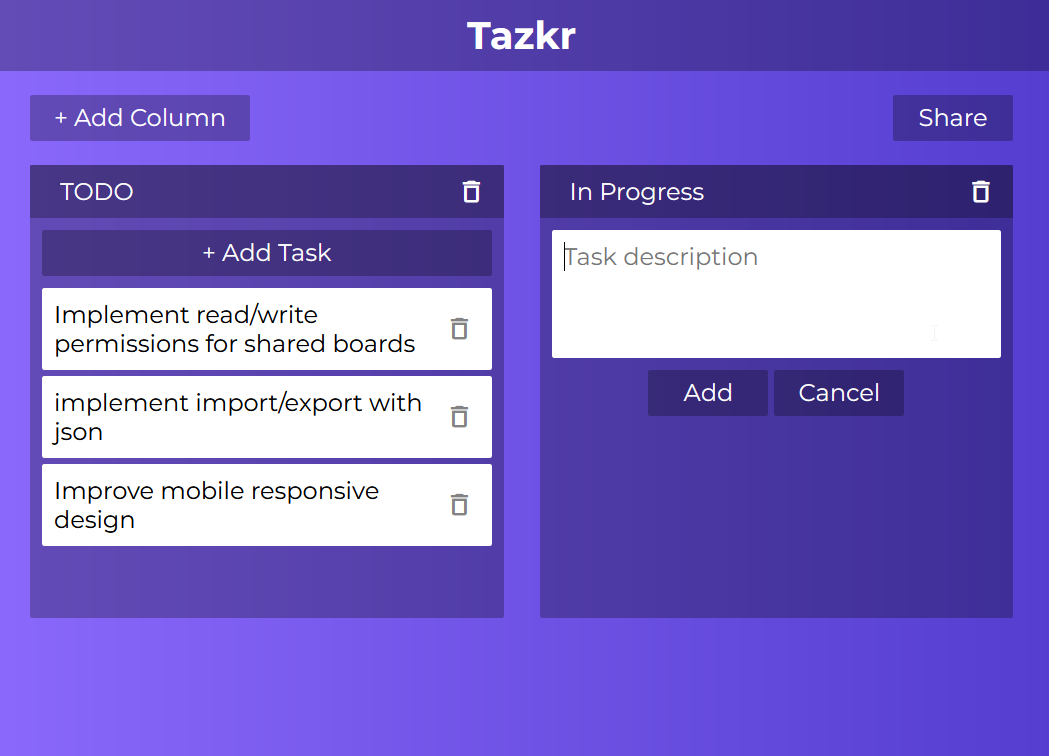 Tazkr
+ Add Column
Share
TODO
+ Add Task
Implement read/write
permissions for shared boards
implement import/export with
json
Improve mobile responsive
design
In Progress
Task description
Add
Cancel